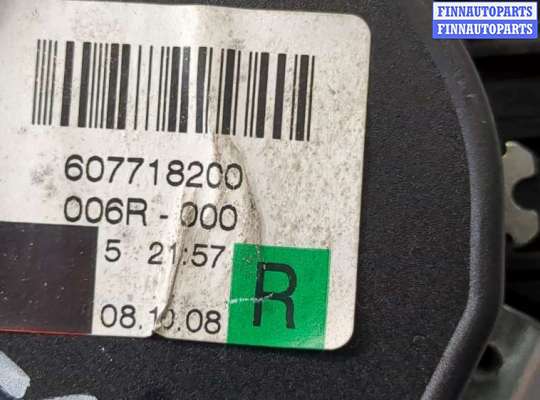 FINNAUTOPARTS
FINNAUTOPARTS
607718200
006R - 000
5 21:57
08.10.08
R